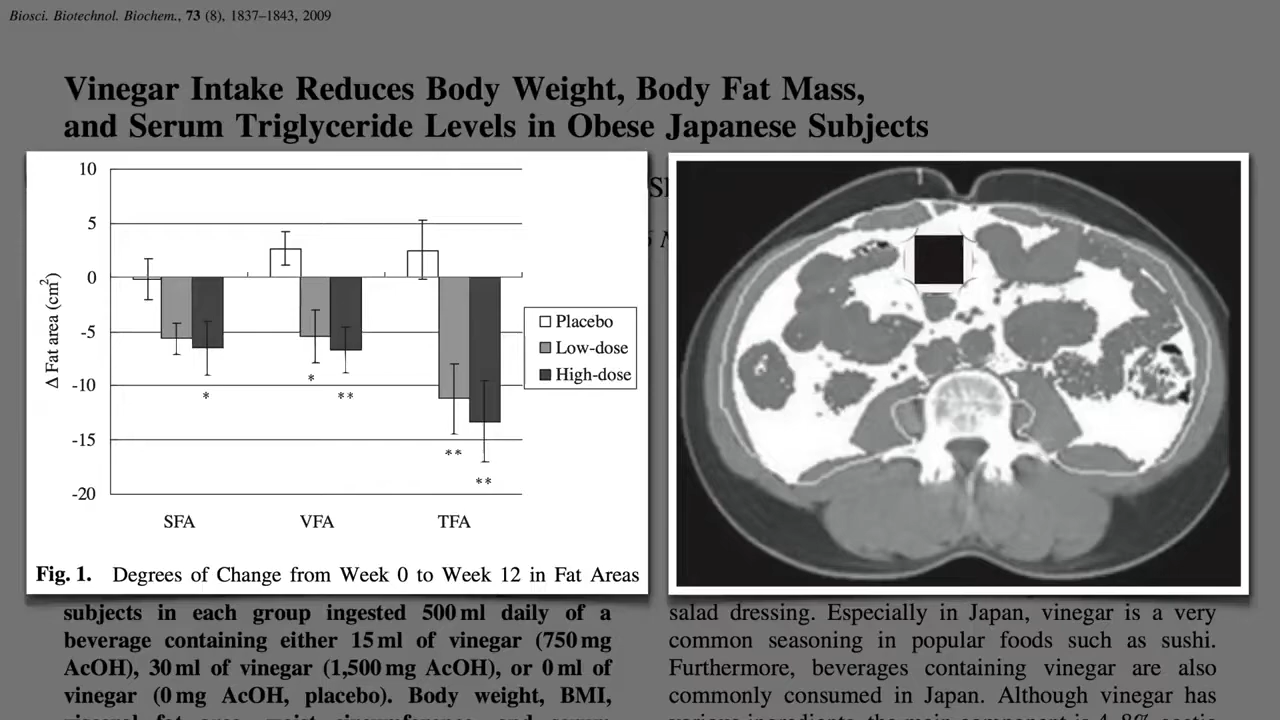 Biosci. Biotechnol. Biochem., 73 (8), 1837–1843, 2009
Vinegar Intake Reduces Body Weight, Body Fat Mass,
and Serum Triglyceride Levels in Obese Japanese Subjects
10
5
0
-5
-10
-15
-20
Δ Fat area (cm²)
*
*
**
**
**
SFA
VFA
TFA
Placebo
Low-dose
High-dose
Fig. 1. Degrees of Change from Week 0 to Week 12 in Fat Areas
subjects in each group ingested 500 ml daily of a
beverage containing either 15 ml of vinegar (750 mg
AcOH), 30 ml of vinegar (1,500 mg AcOH), or 0 ml of
vinegar (0 mg AcOH, placebo). Body weight, BMI,
salad dressing. Especially in Japan, vinegar is a very
common seasoning in popular foods such as sushi.
Furthermore, beverages containing vinegar are also
commonly consumed in Japan. Although vinegar has